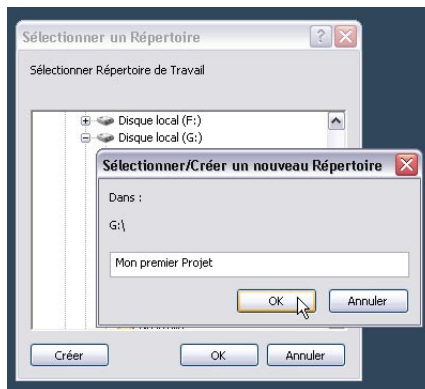 Sélectionner un Répertoire
Sélectionner Répertoire de Travail
Disque local (F:)
Disque local (G:)
Sélectionner/Créer un nouveau Répertoire
Dans :
G:\
Mon premier Projet
OK
Annuler
Créer
OK
Annuler